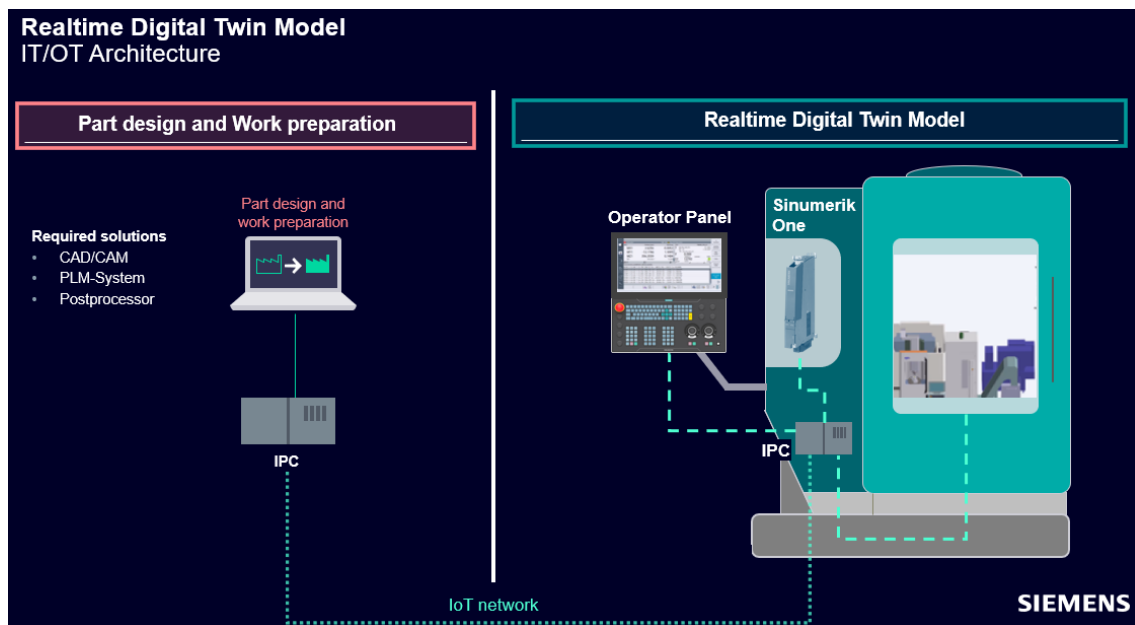 Realtime Digital Twin Model
IT/OT Architecture
Part design and Work preparation
Realtime Digital Twin Model
Part design and
work preparation
Required solutions
• CAD/CAM
• PLM-System
• Postprocessor
IPC
Operator Panel
Sinumerik
One
IPC
IoT network
SIEMENS